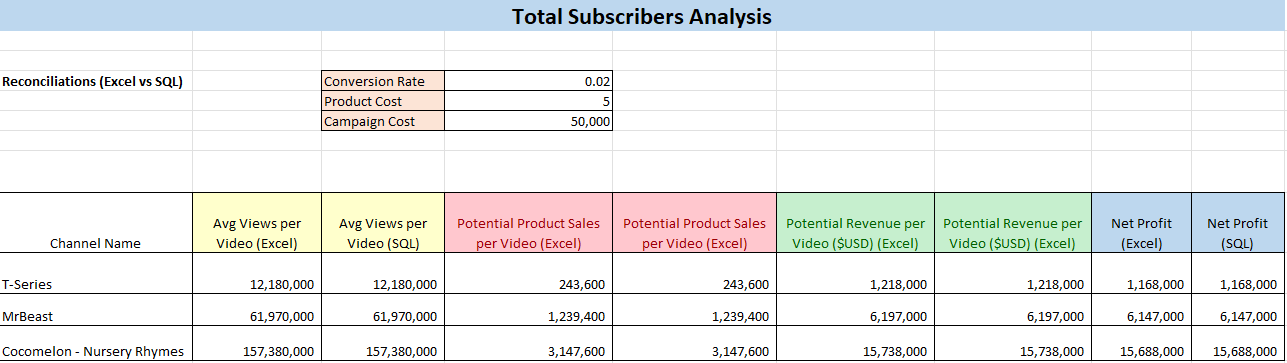 Total Subscribers Analysis
Reconciliations (Excel vs SQL) Conversion Rate 0.02
Product Cost 5
Campaign Cost 50,000
Channel Name Avg Views per Video (Excel) Avg Views per Video (SQL) Potential Product Sales per Video (Excel) Potential Product Sales per Video (Excel) Potential Revenue per Video ($USD) (Excel) Potential Revenue per Video ($USD) (Excel) Net Profit (Excel) Net Profit (SQL)
T-Series 12,180,000 12,180,000 243,600 243,600 1,218,000 1,218,000 1,168,000 1,168,000
MrBeast 61,970,000 61,970,000 1,239,400 1,239,400 6,197,000 6,197,000 6,147,000 6,147,000
Cocomelon - Nursery Rhymes 157,380,000 157,380,000 3,147,600 3,147,600 15,738,000 15,738,000 15,688,000 15,688,000